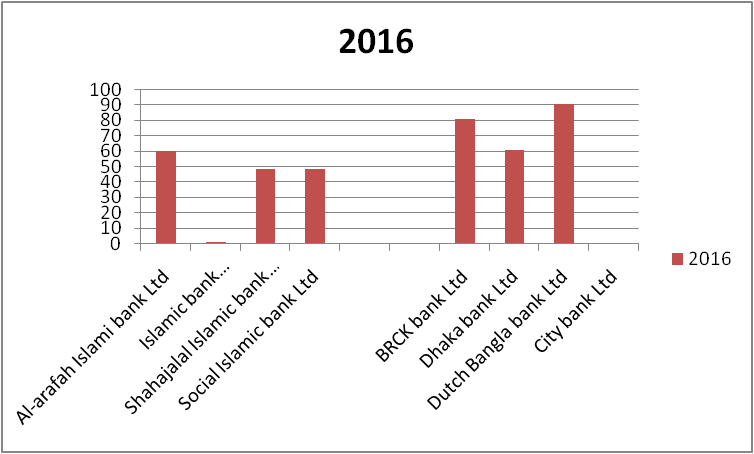 2016
100
90
80
70
60
50
40
30
20
10
0
Al-arafah Islami bank Ltd
Islamic bank...
Shahajalal Islamic bank...
Social Islamic bank Ltd
BRCK bank Ltd
Dhaka bank Ltd
Dutch Bangla bank Ltd
City bank Ltd
2016